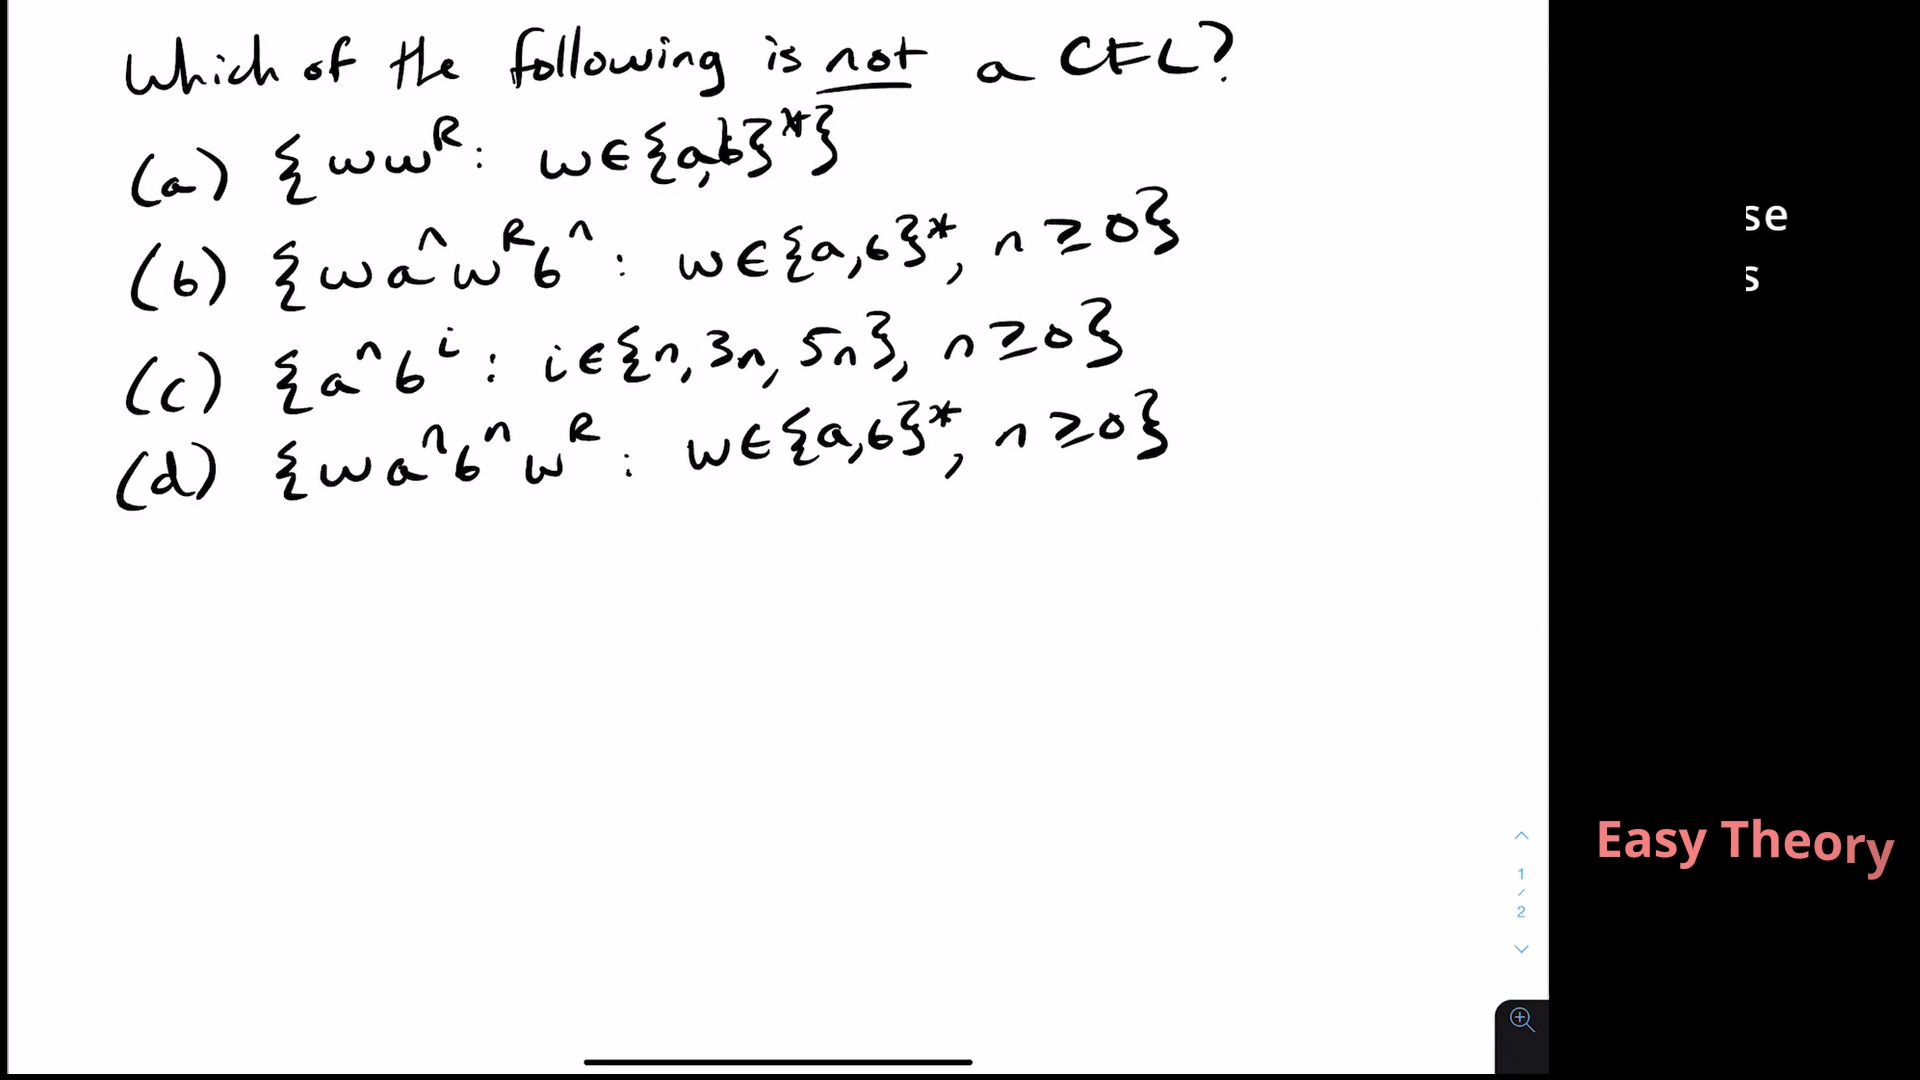 Which of the following is not a CFL?
(a) {ww^R : w∈{a,b}*}
(b) {wa^n w^R b^n : w∈{a,b}*, n≥0}
(c) {a^n b^i : i∈{n, 3n, 5n}, n≥0}
(d) {wa^n b^n w^R : w∈{a,b}*, n≥0}
se
s
Easy Theory
1
/
2